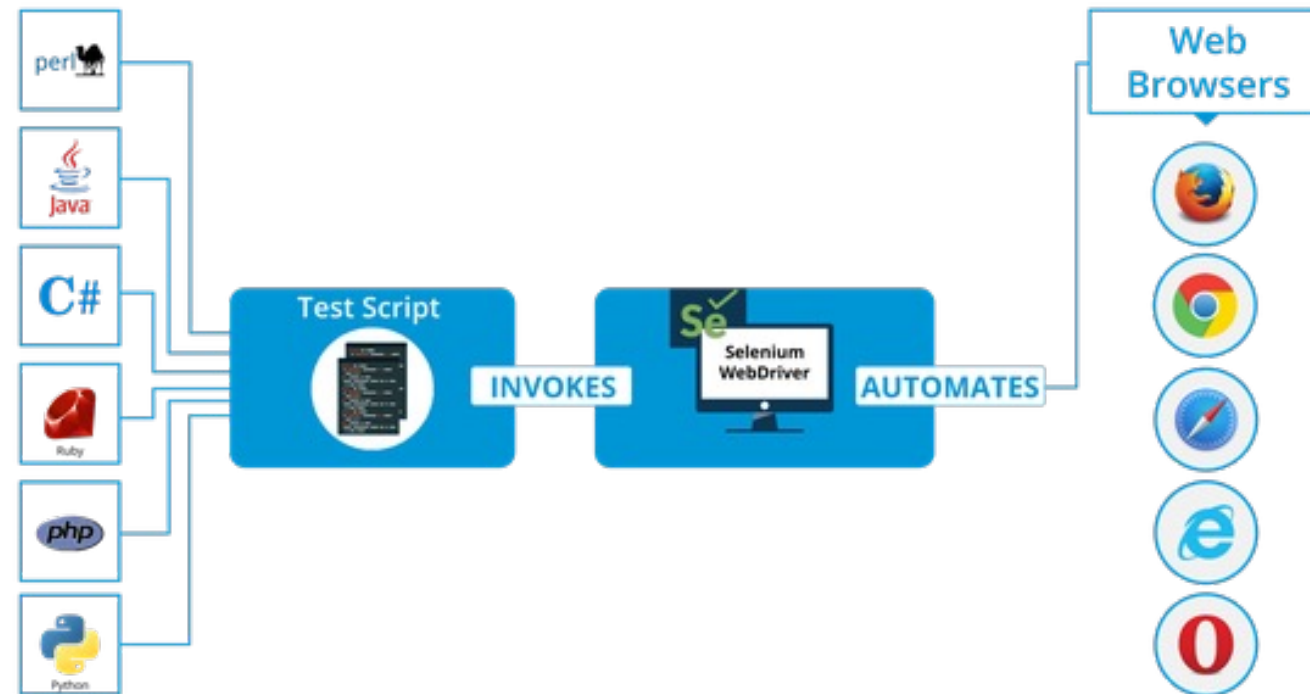 perl
Java
C#
Ruby
php
Python
Test Script
INVOKES
Se
Selenium
WebDriver
AUTOMATES
Web
Browsers